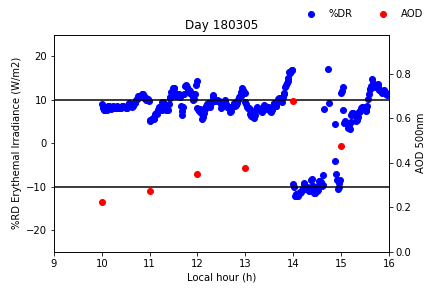 %DR AOD
Day 180305
%RD Erythermal Irradiance (W/m2)
20
10
0
−10
−20
0.8
0.6
0.4
0.2
0.0
AOD 500nm
9 10 11 12 13 14 15 16
Local hour (h)